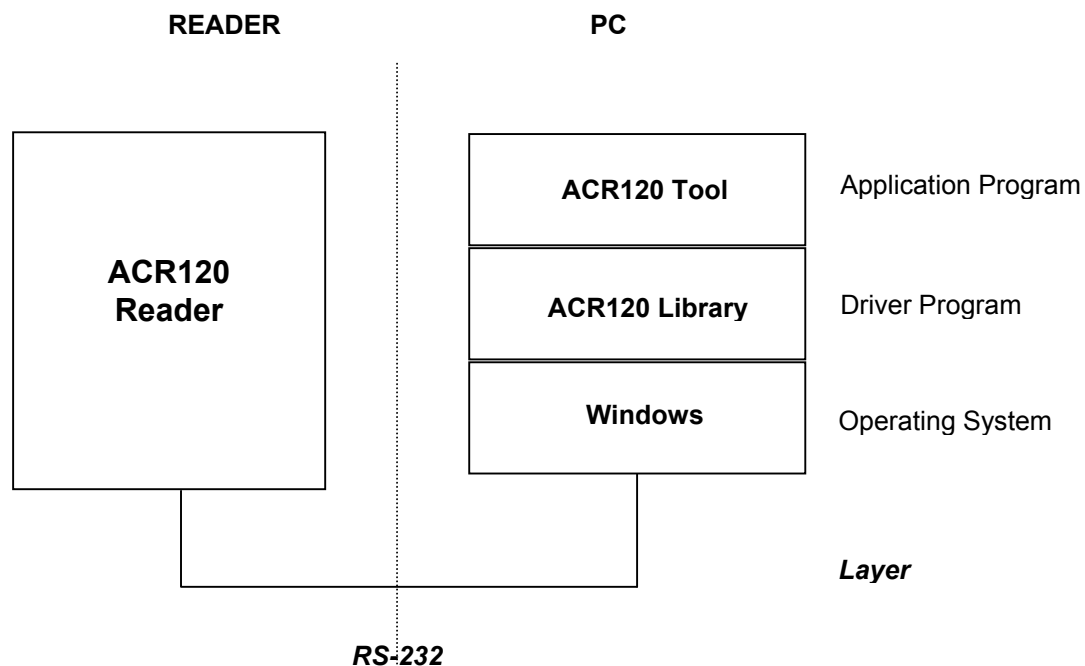 READER
PC
ACR120
Reader
ACR120 Tool
Application Program
ACR120 Library
Driver Program
Windows
Operating System
Layer
RS-232